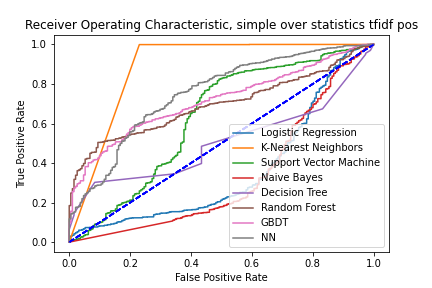 Receiver Operating Characteristic, simple over statistics tfidf pos
1.0
0.8
0.6
0.4
0.2
0.0
True Positive Rate
Logistic Regression
K-Nearest Neighbors
Support Vector Machine
Naive Bayes
Decision Tree
Random Forest
GBDT
NN
0.0 0.2 0.4 0.6 0.8 1.0
False Positive Rate